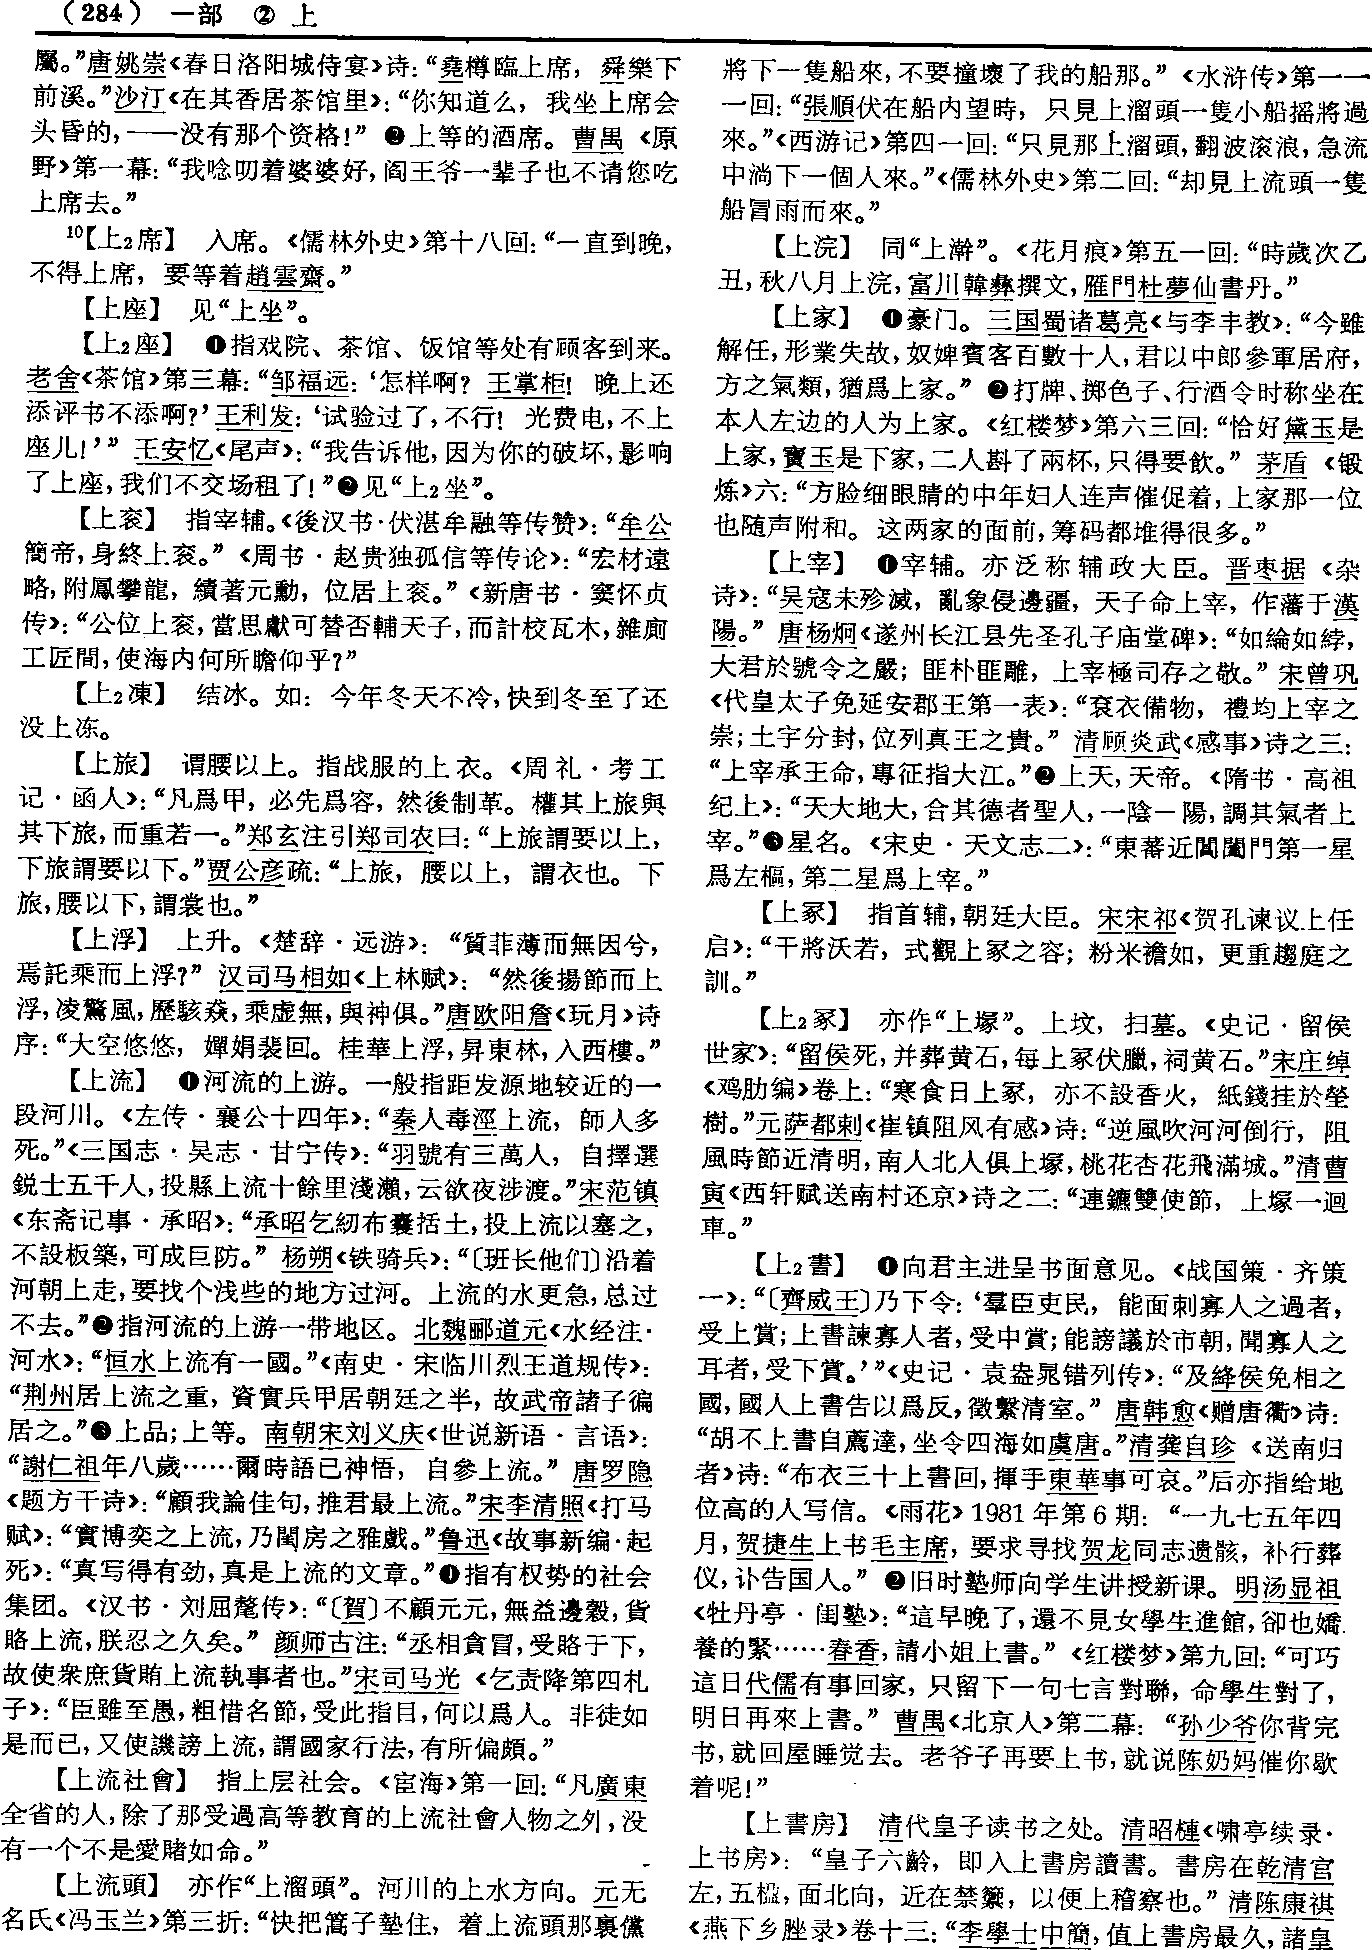 （284） 一部 ② 上
屬。”唐姚崇《春日洛阳城侍宴》诗：“堯樽臨上席，舜樂下
前溪。”沙汀《在其香居茶馆里》：“你知道么，我坐上席会
头昏的，——没有那个资格！” ❷上等的酒席。曹禺《原
野》第一幕：“我唸叨着婆婆好，阎王爷一辈子也不请您吃
上席去。”
¹⁰【上₂席】 入席。《儒林外史》第十八回：“一直到晚，
不得上席，要等着趙雲齋。”
【上座】 见“上坐”。
【上₂座】 ❶指戏院、茶馆、饭馆等处有顾客到来。
老舍《茶馆》第三幕：“邹福远：‘怎样啊？王掌柜！晚上还
添评书不添啊？’王利发：‘试验过了，不行！光费电，不上
座儿！’” 王安忆《尾声》：“我告诉他，因为你的破坏，影响
了上座，我们不交场租了！”❷见“上₂坐”。
【上衮】 指宰辅。《後汉书·伏湛牟融等传赞》：“牟公
簡帝，身終上衮。” 《周书·赵贵独孤信等传论》：“宏材遠
略，附鳳攀龍，績著元勳，位居上衮。”《新唐书·窦怀贞
传》：“公位上衮，當思獻可替否輔天子，而計校瓦木，雜廁
工匠間，使海内何所瞻仰乎？”
【上₂凍】 结冰。如：今年冬天不冷，快到冬至了还
没上冻。
【上旅】 谓腰以上。指战服的上衣。《周礼·考工
记·函人》：“凡爲甲，必先爲容，然後制革。權其上旅與
其下旅，而重若一。”郑玄注引郑司农曰：“上旅謂要以上，
下旅謂要以下。”贾公彦疏：“上旅，腰以上，謂衣也。下
旅，腰以下，謂裳也。”
【上浮】 上升。《楚辞·远游》：“質菲薄而無因兮，
焉託乘而上浮？” 汉司马相如《上林赋》：“然後揚節而上
浮，凌驚風，歷駭猋，乘虚無，與神俱。”唐欧阳詹《玩月》诗
序：“大空悠悠，嬋娟裴回。桂華上浮，昇東林，入西樓。”
【上流】 ❶河流的上游。一般指距发源地较近的一
段河川。《左传·襄公十四年》：“秦人毒涇上流，師人多
死。”《三国志·吴志·甘宁传》：“羽號有三萬人，自擇選
鋭士五千人，投縣上流十餘里淺瀨，云欲夜涉渡。”宋范镇
《东斋记事·承昭》：“承昭乞紉布囊括土，投上流以塞之，
不設板築，可成巨防。” 杨朔《铁骑兵》：“〔班长他们〕沿着
河朝上走，要找个浅些的地方过河。上流的水更急，总过
不去。”❷指河流的上游一带地区。北魏郦道元《水经注·
河水》：“恒水上流有一國。”《南史·宋临川烈王道规传》：
“荆州居上流之重，資實兵甲居朝廷之半，故武帝諸子徧
居之。”❸上品；上等。南朝宋刘义庆《世说新语·言语》：
“謝仁祖年八歲……爾時語已神悟，自參上流。” 唐罗隐
《题方干诗》：“顧我論佳句，推君最上流。”宋李清照《打马
赋》：“實博奕之上流，乃閨房之雅戲。”鲁迅《故事新编·起
死》：“真写得有劲，真是上流的文章。”❹指有权势的社会
集团。《汉书·刘屈氂传》：“〔賀〕不顧元元，無益邊穀，貨
賂上流，朕忍之久矣。” 颜师古注：“丞相貪冒，受賂于下，
故使衆庶貨賄上流執事者也。”宋司马光《乞责降第四札
子》：“臣雖至愚，粗惜名節，受此指目，何以爲人。非徒如
是而已，又使譏謗上流，謂國家行法，有所偏頗。”
【上流社會】 指上层社会。《宦海》第一回：“凡廣東
全省的人，除了那受過高等教育的上流社會人物之外，没
有一个不是愛賭如命。”
【上流頭】 亦作“上溜頭”。河川的上水方向。元无
名氏《冯玉兰》第三折：“快把篙子墊住，着上流頭那裏儻
將下一隻船來，不要撞壞了我的船那。” 《水浒传》第一一
一回：“張順伏在船内望時，只見上溜頭一隻小船摇將過
來。”《西游记》第四一回：“只見那上溜頭，翻波滚浪，急流
中淌下一個人來。”《儒林外史》第二回：“却見上流頭一隻
船冒雨而來。”
【上浣】 同“上澣”。《花月痕》第五一回：“時歲次乙
丑，秋八月上浣，富川韓彝撰文，雁門杜夢仙書丹。”
【上家】 ❶豪门。三国蜀诸葛亮《与李丰教》：“今雖
解任，形業失故，奴婢賓客百數十人，君以中郎參軍居府，
方之氣類，猶爲上家。” ❷打牌、掷色子、行酒令时称坐在
本人左边的人为上家。《红楼梦》第六三回：“恰好黛玉是
上家，寶玉是下家，二人斟了兩杯，只得要飲。” 茅盾《锻
炼》六：“方脸细眼睛的中年妇人连声催促着，上家那一位
也随声附和。这两家的面前，筹码都堆得很多。”
【上宰】 ❶宰辅。亦泛称辅政大臣。晋枣据《杂
诗》：“吴寇未殄滅，亂象侵邊疆，天子命上宰，作藩于漢
陽。” 唐杨炯《遂州长江县先圣孔子庙堂碑》：“如綸如綍，
大君於號令之嚴；匪朴匪雕，上宰極司存之敬。”宋曾巩
《代皇太子免延安郡王第一表》：“袞衣備物，禮均上宰之
崇；土宇分封，位列真王之貴。” 清顾炎武《感事》诗之三：
“上宰承王命，專征指大江。”❷上天，天帝。《隋书·高祖
纪上》：“天大地大，合其德者聖人，一陰一陽，調其氣者上
宰。”❸星名。《宋史·天文志二》：“東蕃近閶闔門第一星
爲左樞，第二星爲上宰。”
【上冢】 指首辅，朝廷大臣。宋宋祁《贺孔谏议上任
启》：“干將沃若，式觀上冢之容；粉米襜如，更重趨庭之
訓。”
【上₂冢】 亦作“上塚”。上坟，扫墓。《史记·留侯
世家》：“留侯死，并葬黄石，每上冢伏臘，祠黄石。”宋庄绰
《鸡肋编》卷上：“寒食日上冢，亦不設香火，紙錢挂於塋
樹。”元萨都剌《崔镇阻风有感》诗：“逆風吹河河倒行，阻
風時節近清明，南人北人俱上塚，桃花杏花飛滿城。”清曹
寅《西轩赋送南村还京》诗之二：“連鑣雙使節，上塚一迴
車。”
【上₂書】 ❶向君主进呈书面意见。《战国策·齐策
一》：“〔齊威王〕乃下令：‘羣臣吏民，能面刺寡人之過者，
受上賞；上書諫寡人者，受中賞；能謗議於市朝，聞寡人之
耳者，受下賞。’”《史记·袁盎晁错列传》：“及絳侯免相之
國，國人上書告以爲反，徵繫清室。” 唐韩愈《赠唐衢》诗：
“胡不上書自薦達，坐令四海如虞唐。”清龚自珍《送南归
者》诗：“布衣三十上書回，揮手東華事可哀。”后亦指给地
位高的人写信。《雨花》1981年第6期：“一九七五年四
月，贺捷生上书毛主席，要求寻找贺龙同志遗骸，补行葬
仪，讣告国人。” ❷旧时塾师向学生讲授新课。明汤显祖
《牡丹亭·闺塾》：“這早晚了，還不見女學生進館，卻也嬌
養的緊……春香，請小姐上書。” 《红楼梦》第九回：“可巧
這日代儒有事回家，只留下一句七言對聯，命學生對了，
明日再來上書。” 曹禺《北京人》第二幕：“孙少爷你背完
书，就回屋睡觉去。老爷子再要上书，就说陈奶妈催你歇
着呢！”
【上書房】 清代皇子读书之处。清昭梿《啸亭续录·
上书房》：“皇子六齡，即入上書房讀書。書房在乾清宫
左，五楹，面北向，近在禁籞，以便上稽察也。” 清陈康祺
《燕下乡脞录》卷十三：“李學士中簡，值上書房最久，諸皇